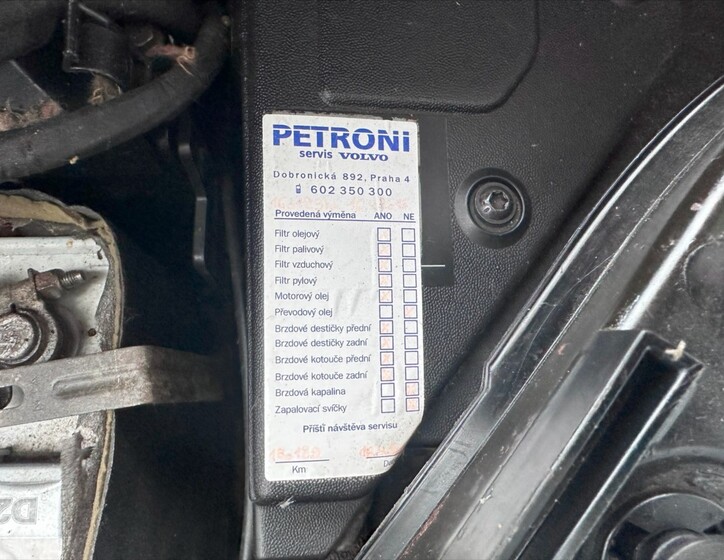 PETRONI
servis VOLVO
Dobronická 892, Praha 4
602 350 300
Provedená výměna ANO NE
Filtr olejový
Filtr palivový
Filtr vzduchový
Filtr pylový
Motorový olej
Převodový olej
Brzdové destičky přední
Brzdové destičky zadní
Brzdové kotouče přední
Brzdové kotouče zadní
Brzdová kapalina
Zapalovací svíčky
Příští návštěva servisu
Km